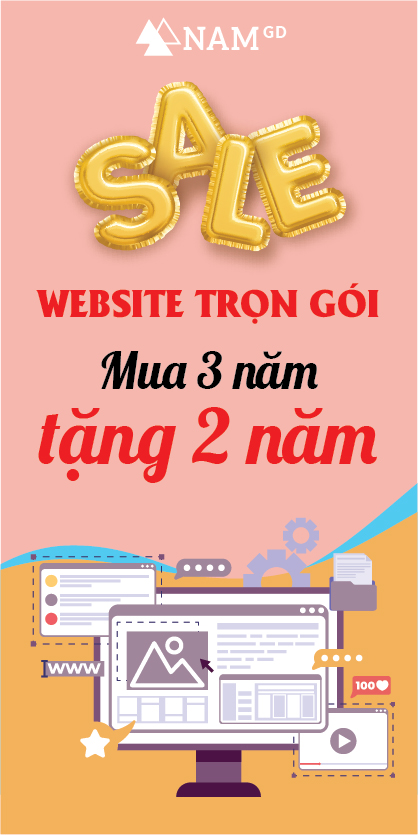 NAM GD
SALE
WEBSITE TRỌN GÓI
Mua 3 năm
tặng 2 năm
WWW
100